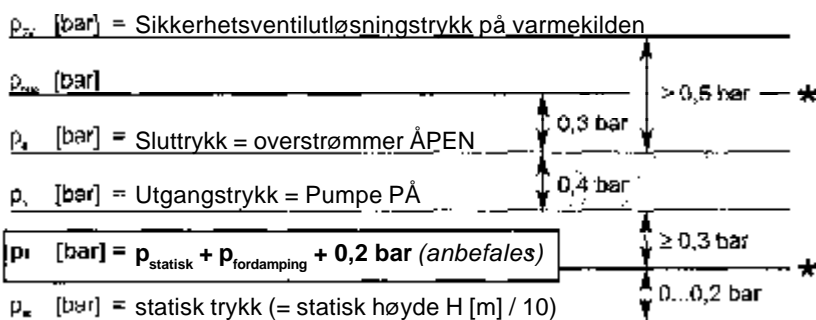 [bar] = Sikkerhetsventilutløsningstrykk på varmekilden
[bar]
> 0,5 bar *
0,3 bar
[bar] = Sluttrykk = overstrømmer ÅPEN
0,4 bar
[bar] = Utgangstrykk = Pumpe PÅ
[bar] = p statisk + p fordamping + 0,2 bar (anbefales)
≥ 0,3 bar
*
[bar] = statisk trykk (= statisk høyde H [m] / 10)
0...0,2 bar